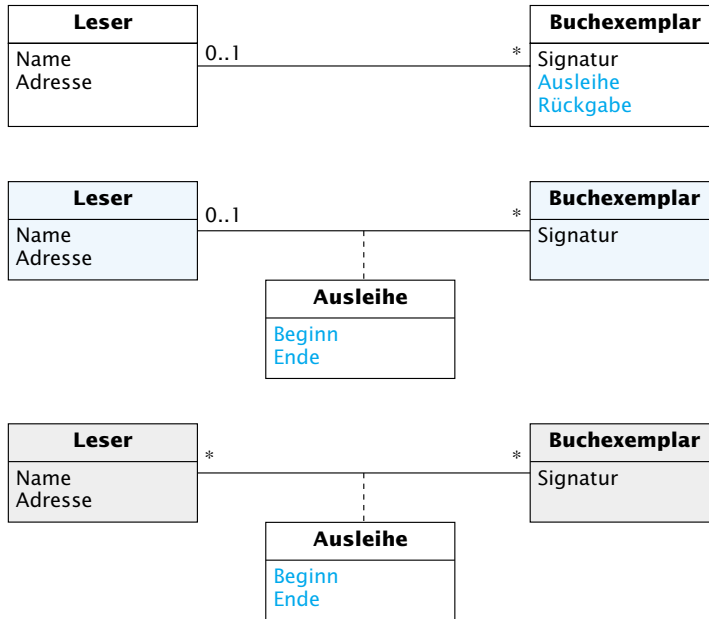 Leser
Name
Adresse
0..1
*
Buchexemplar
Signatur
Ausleihe
Rückgabe
Leser
Name
Adresse
0..1
*
Buchexemplar
Signatur
Ausleihe
Beginn
Ende
Leser
Name
Adresse
*
*
Buchexemplar
Signatur
Ausleihe
Beginn
Ende